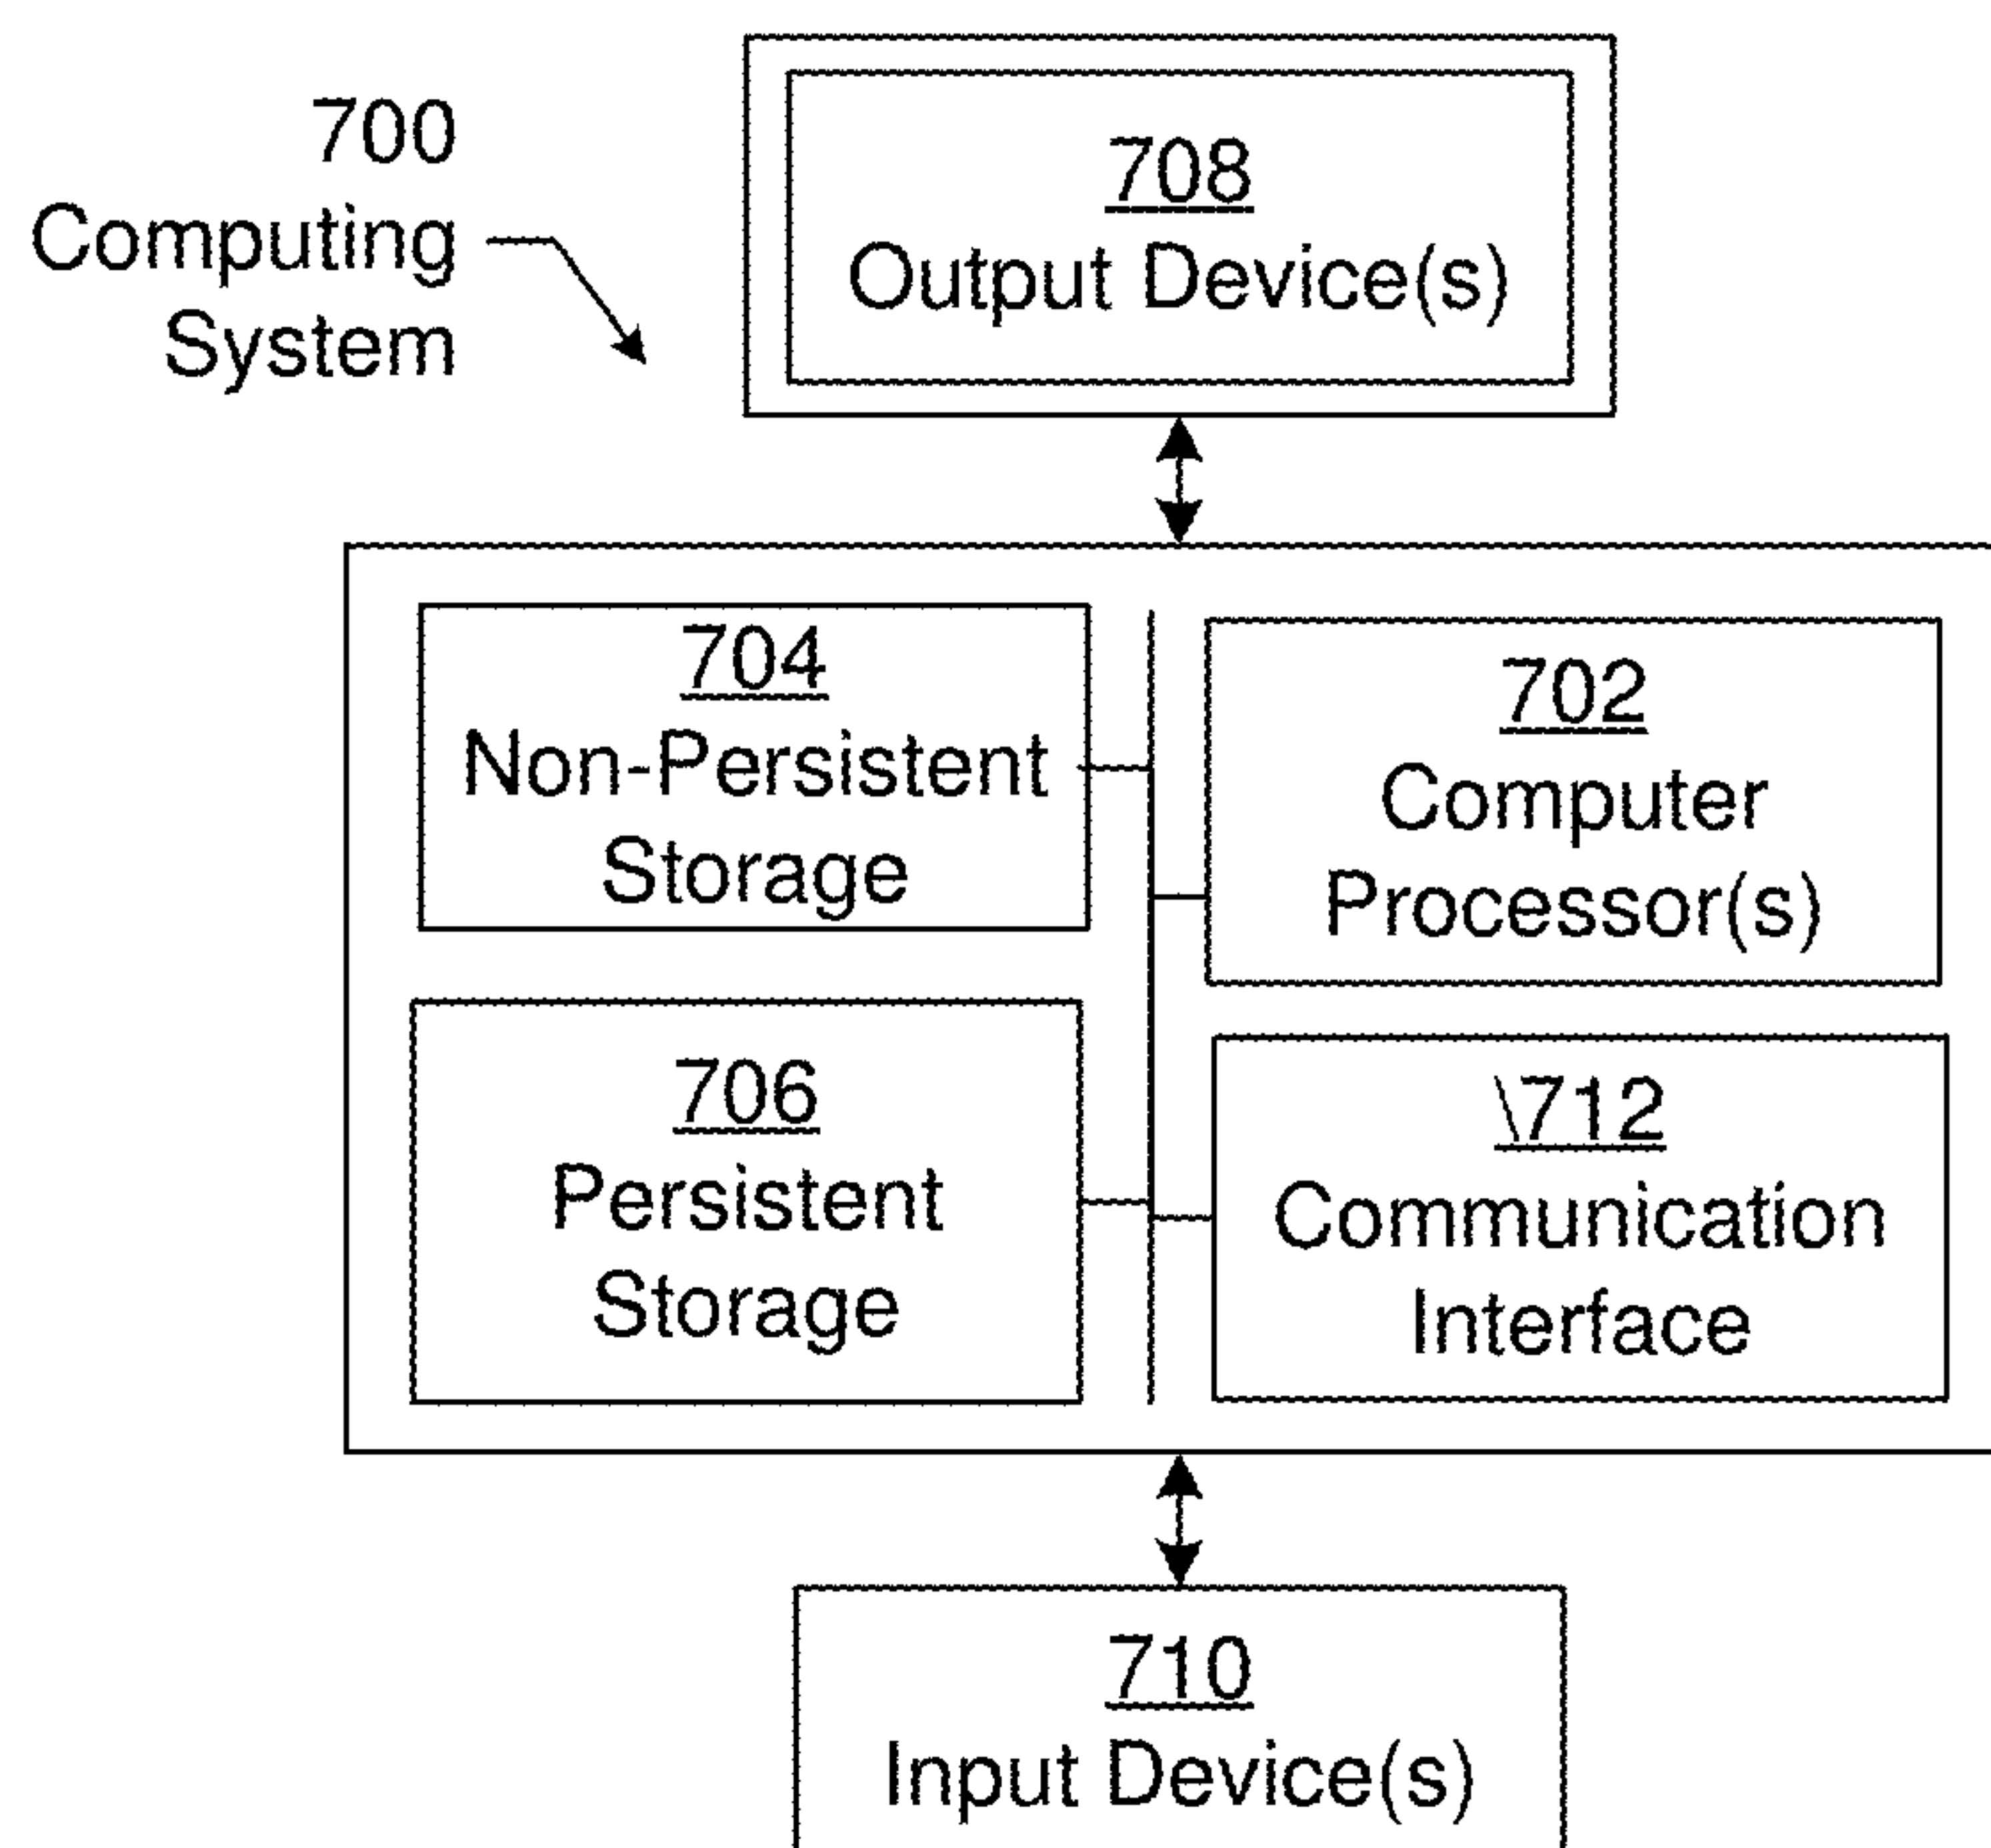 700
Computing
System
708
Output Device(s)
704
Non-Persistent
Storage
702
Computer
Processor(s)
706
Persistent
Storage
\712
Communication
Interface
710
Input Device(s)